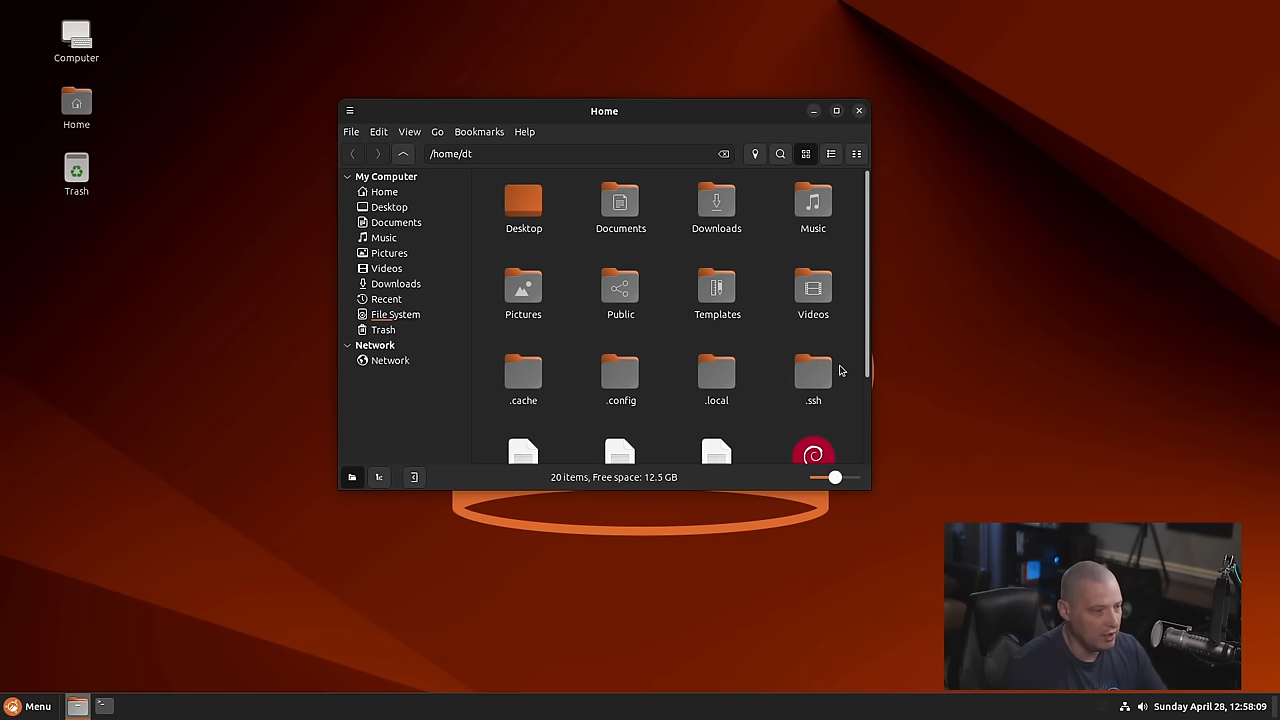 Computer
Home
Trash
Home
File Edit View Go Bookmarks Help
/home/dt
My Computer
Home
Desktop
Documents
Music
Pictures
Videos
Downloads
Recent
File System
Trash
Network
Network
Desktop Documents Downloads Music
Pictures Public Templates Videos
.cache .config .local .ssh
20 items, Free space: 12.5 GB
Menu
Sunday April 28, 12:58:09